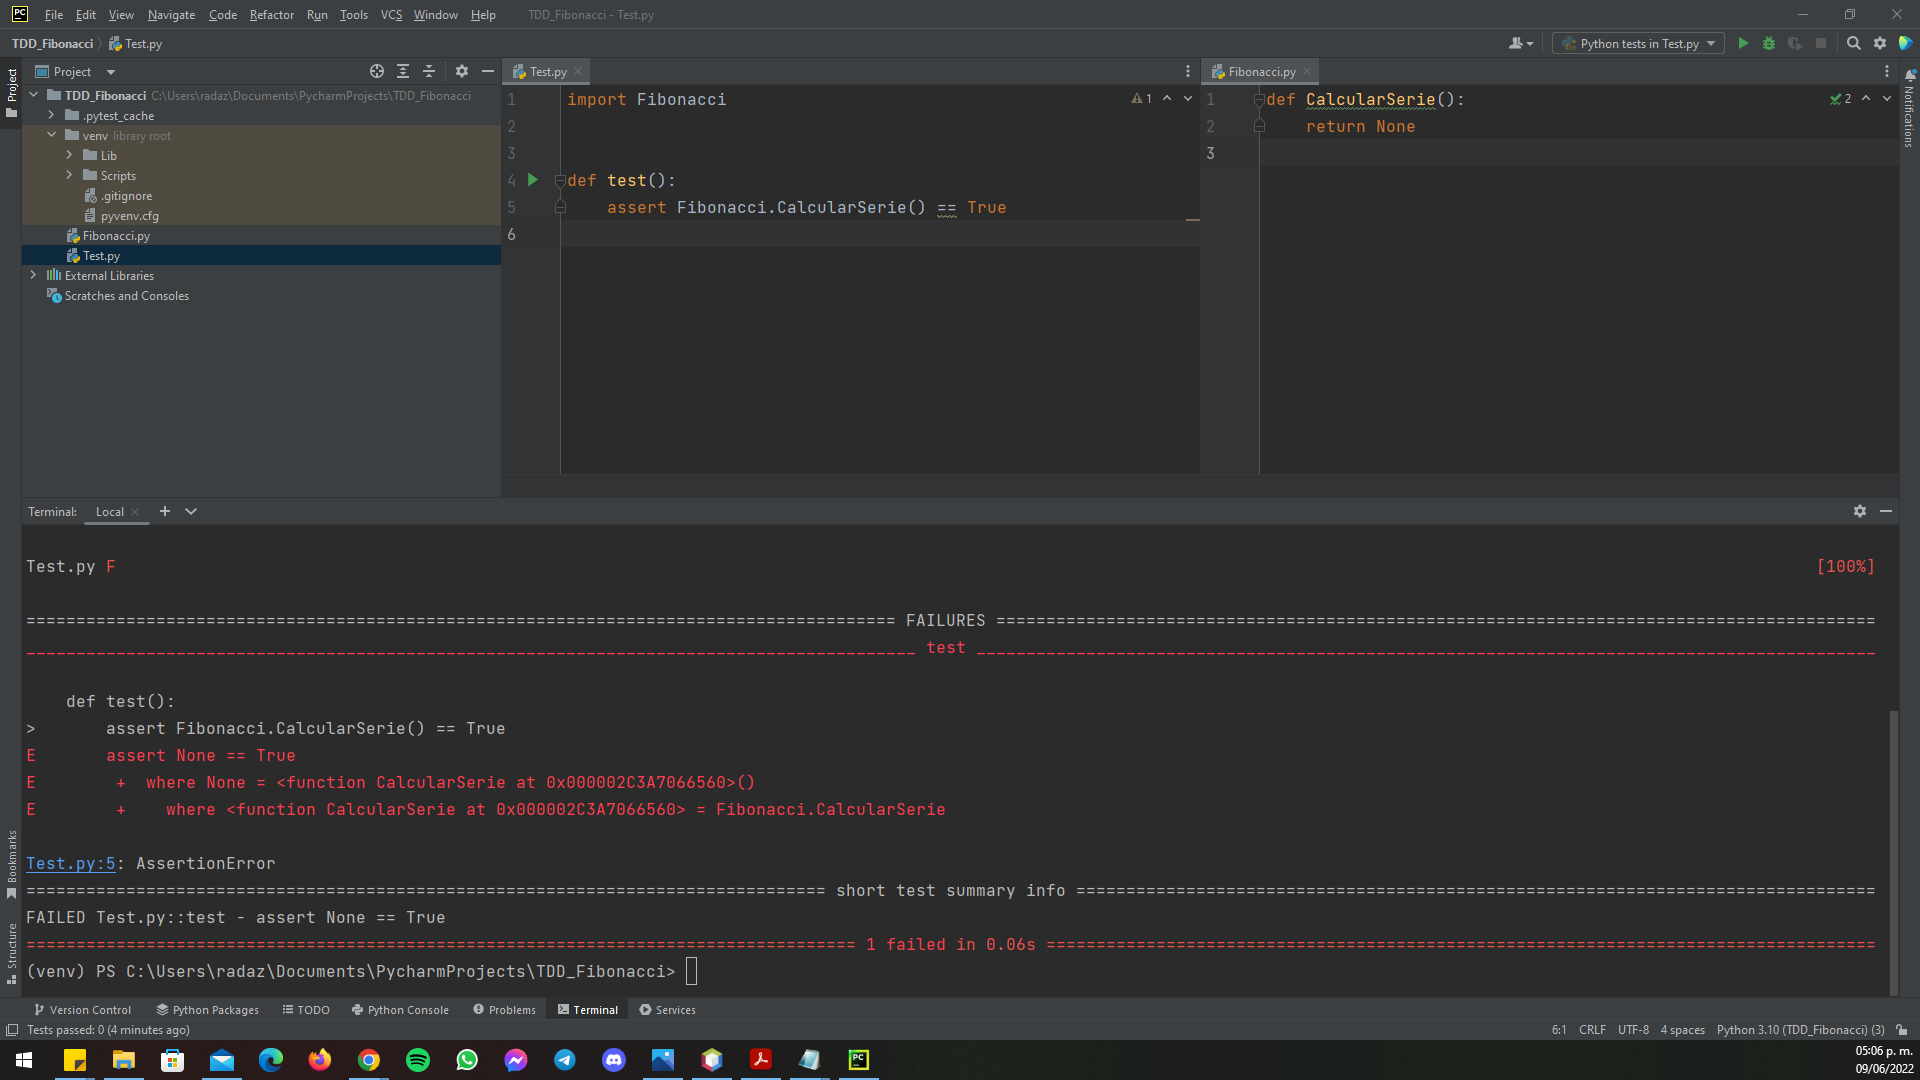 File Edit View Navigate Code Refactor Run Tools VCS Window Help TDD_Fibonacci - Test.py
TDD_Fibonacci Test.py Python tests in Test.py
Project
Project
TDD_Fibonacci C:\Users\radaz\Documents\PycharmProjects\TDD_Fibonacci
.pytest_cache
venv library root
Lib
Scripts
.gitignore
pyvenv.cfg
Fibonacci.py
Test.py
External Libraries
Scratches and Consoles
Test.py
1 import Fibonacci
1
2
3
4 def test():
5 assert Fibonacci.CalcularSerie() == True
6
Fibonacci.py
1 def CalcularSerie():
2
2 return None
3
Notifications
Terminal: Local
Test.py F [100%]
======== FAILURES ========
________ test ________
def test():
> assert Fibonacci.CalcularSerie() == True
E assert None == True
E + where None = <function CalcularSerie at 0x000002C3A7066560>()
E + where <function CalcularSerie at 0x000002C3A7066560> = Fibonacci.CalcularSerie
Test.py:5: AssertionError
======== short test summary info ========
FAILED Test.py::test - assert None == True
======== 1 failed in 0.06s ========
(venv) PS C:\Users\radaz\Documents\PycharmProjects\TDD_Fibonacci>
Bookmarks
Structure
Version Control Python Packages TODO Python Console Problems Terminal Services
Tests passed: 0 (4 minutes ago) 6:1 CRLF UTF-8 4 spaces Python 3.10 (TDD_Fibonacci) (3)
05:06 p. m.
09/06/2022